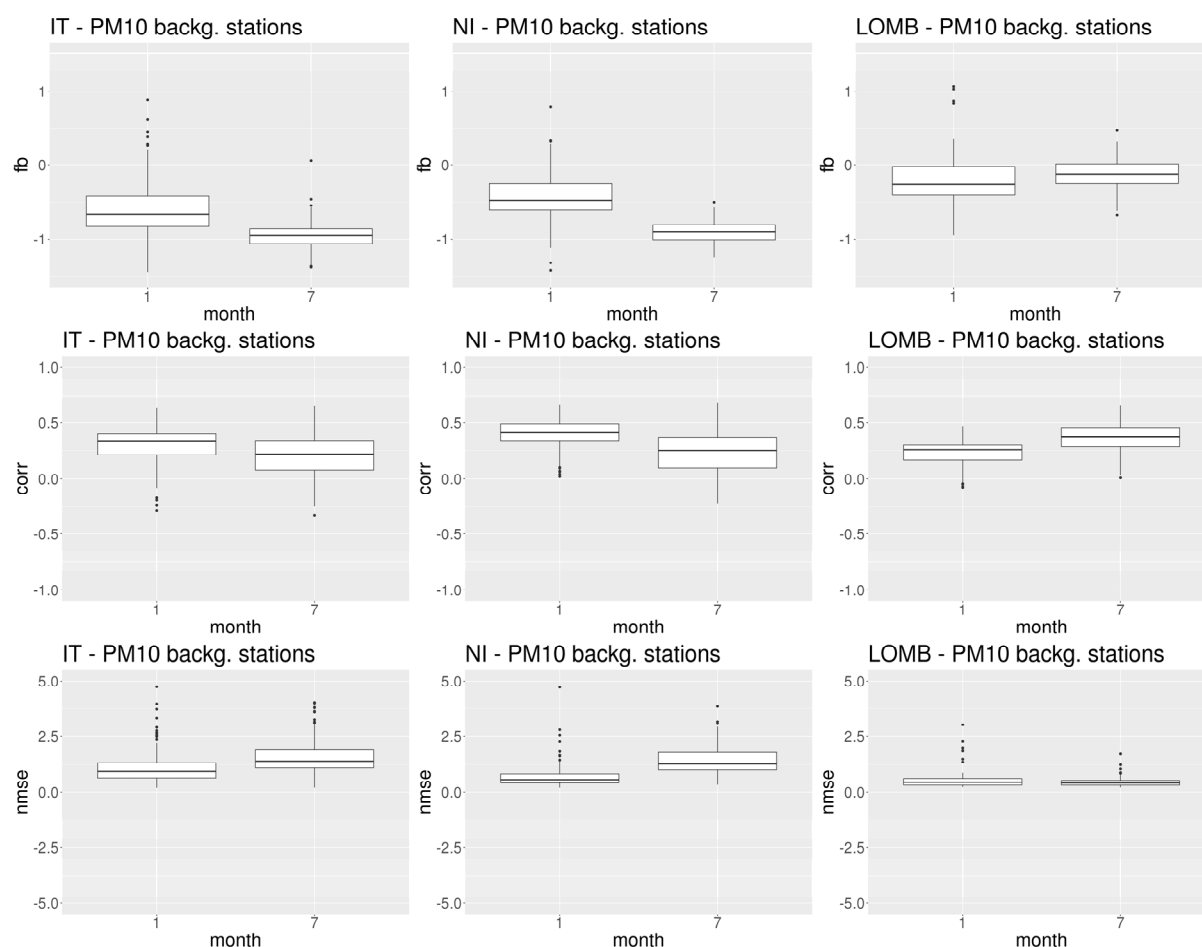 IT - PM10 backg. stations
NI - PM10 backg. stations
LOMB - PM10 backg. stations
fb
1
0
-1
1
7
month
fb
1
0
-1
1
7
month
fb
1
0
-1
1
7
month
IT - PM10 backg. stations
NI - PM10 backg. stations
LOMB - PM10 backg. stations
corr
1.0
0.5
0.0
-0.5
-1.0
1
7
month
corr
1.0
0.5
0.0
-0.5
-1.0
1
7
month
corr
1.0
0.5
0.0
-0.5
-1.0
1
7
month
IT - PM10 backg. stations
NI - PM10 backg. stations
LOMB - PM10 backg. stations
nmse
5.0
2.5
0.0
-2.5
-5.0
1
7
month
nmse
5.0
2.5
0.0
-2.5
-5.0
1
7
month
nmse
5.0
2.5
0.0
-2.5
-5.0
1
7
month